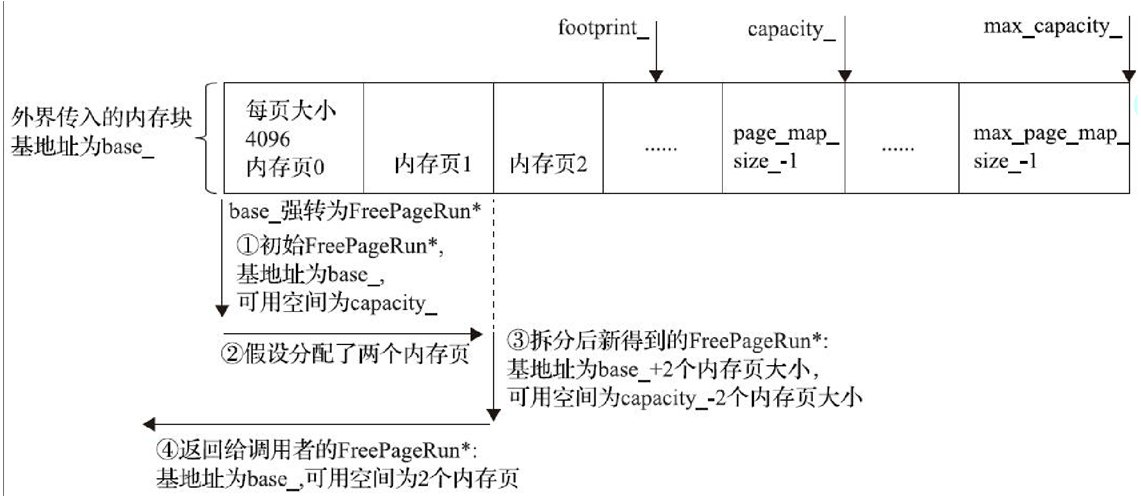 footprint_ capacity_ max_capacity_
外界传入的内存块
基地址为base_
每页大小
4096
内存页0
内存页1
内存页2
......
page_map_
size_-1
......
max_page_map_
size_-1
base_强转为FreePageRun*
①初始FreePageRun*,
基地址为base_,
可用空间为capacity_
②假设分配了两个内存页
③拆分后新得到的FreePageRun*:
基地址为base_+2个内存页大小,
可用空间为capacity_-2个内存页大小
④返回给调用者的FreePageRun*:
基地址为base_,可用空间为2个内存页